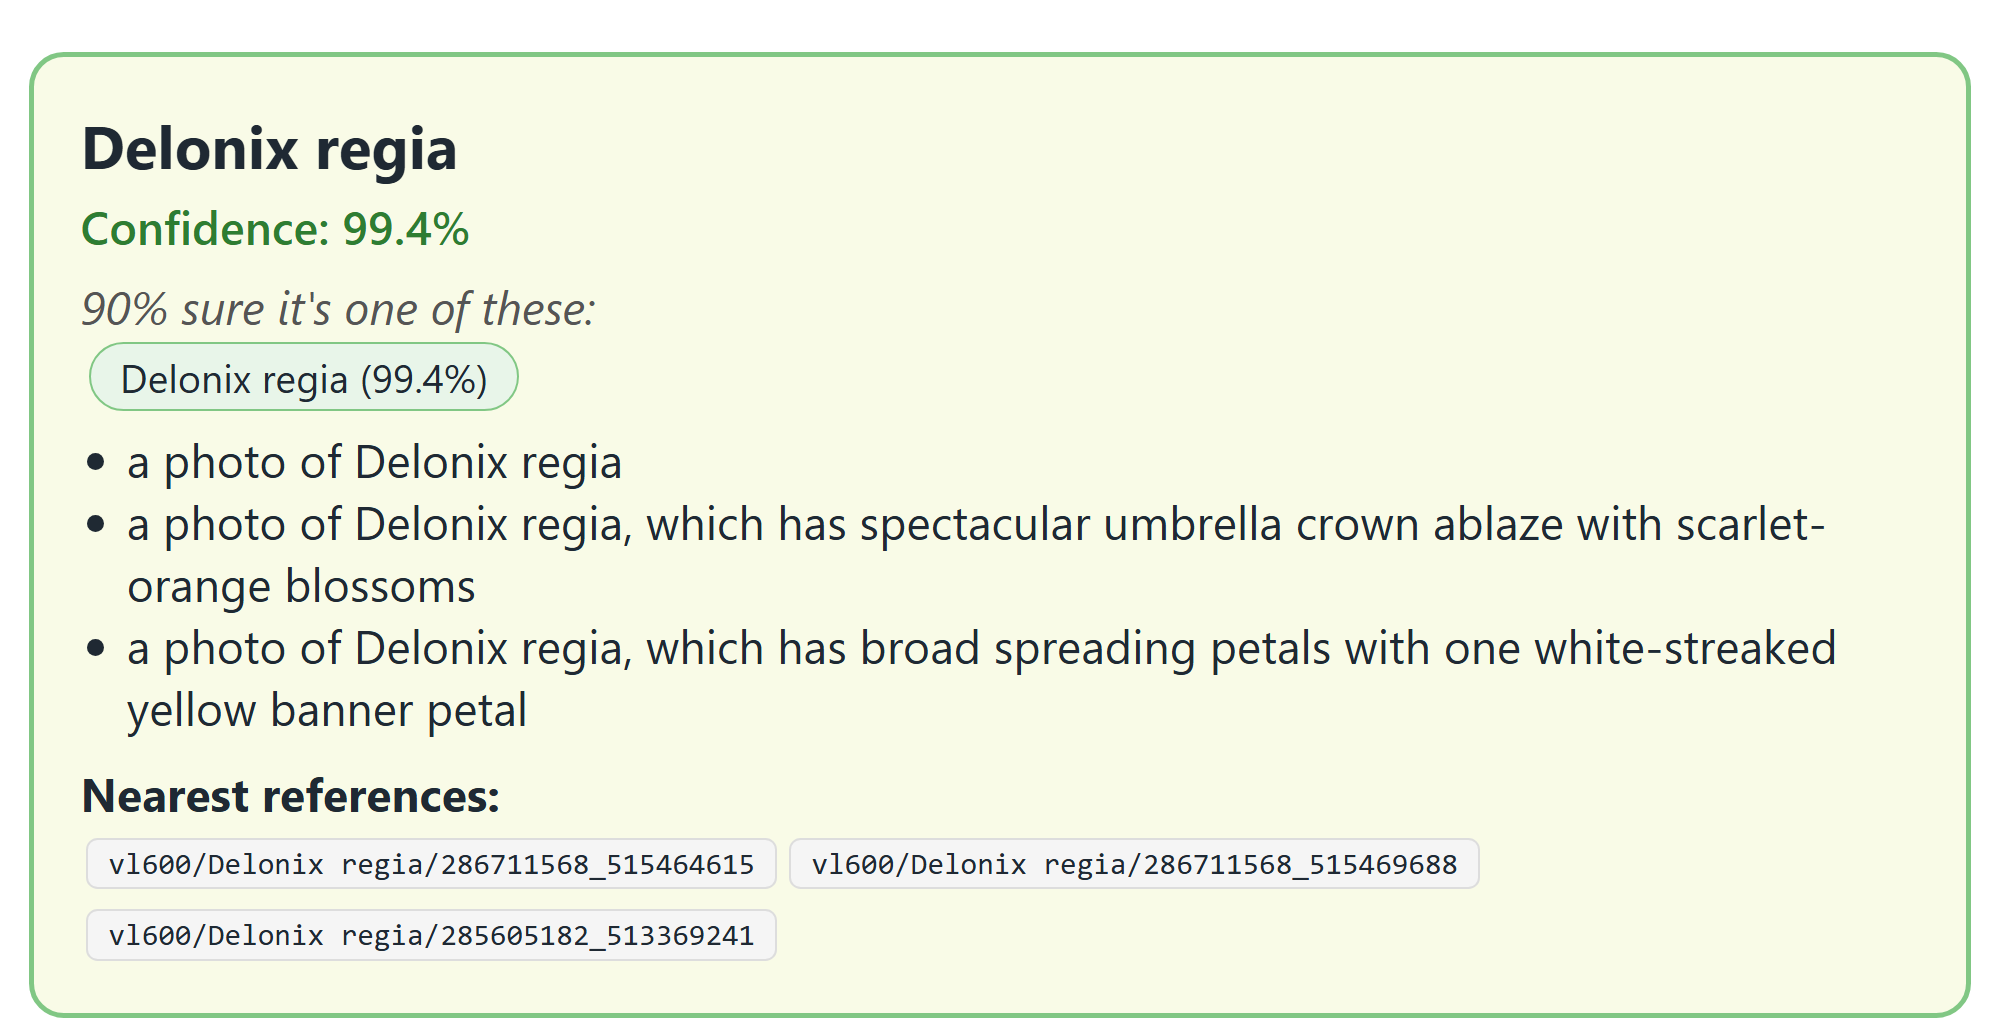 Delonix regia
Confidence: 99.4%
90% sure it's one of these:
Delonix regia (99.4%)
• a photo of Delonix regia
• a photo of Delonix regia, which has spectacular umbrella crown ablaze with scarlet-
orange blossoms
• a photo of Delonix regia, which has broad spreading petals with one white-streaked
yellow banner petal
Nearest references:
vl600/Delonix regia/286711568_515464615 vl600/Delonix regia/286711568_515469688
vl600/Delonix regia/285605182_513369241